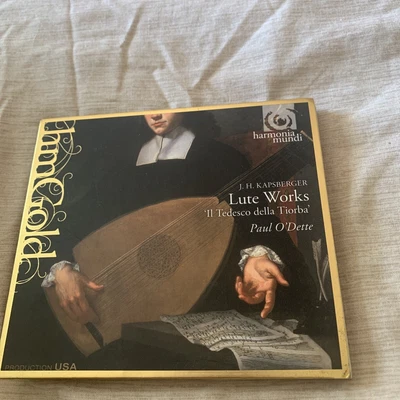 hmGold
harmonia
mundi
J. H. KAPSBERGER
Lute Works
'Il Tedesco della Tiorba'
Paul O'Dette
PRODUCTION USA